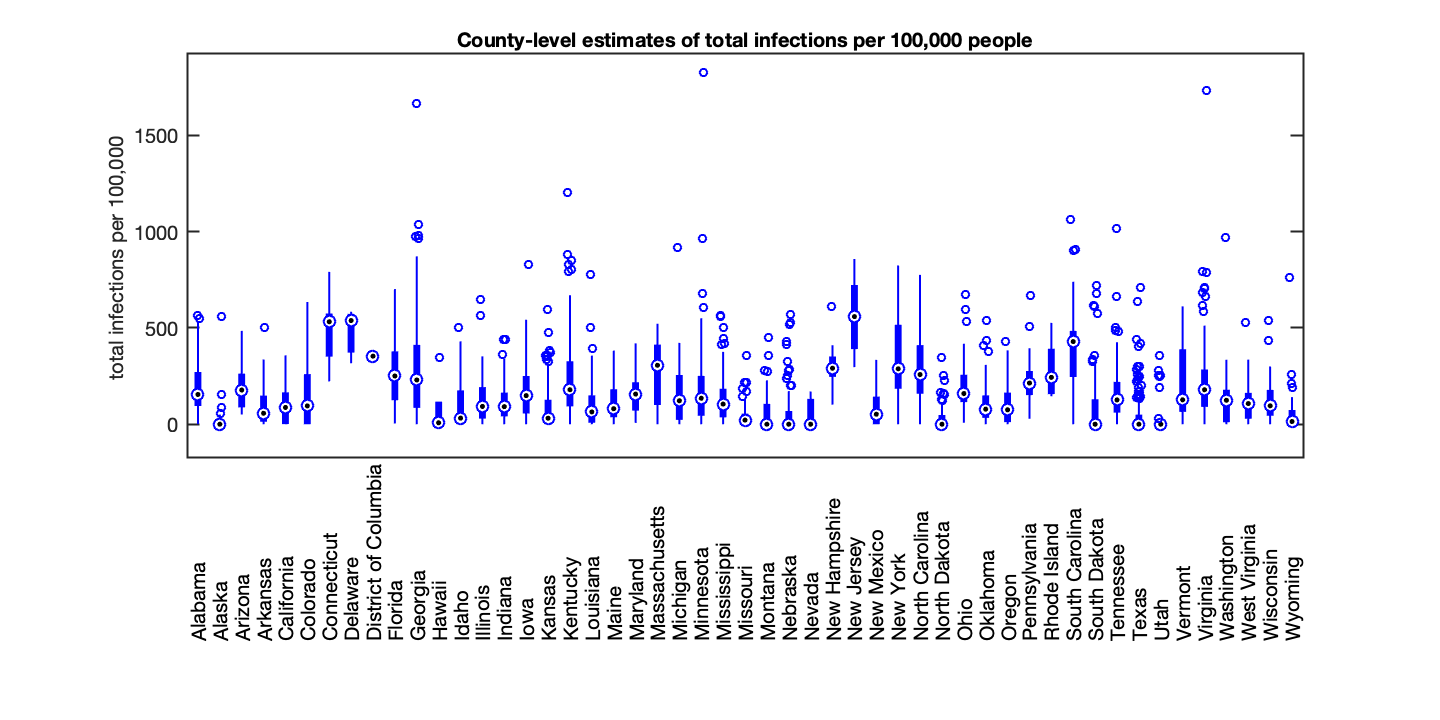 County-level estimates of total infections per 100,000 people
total infections per 100,000
1500
1000
500
0
Alabama
Alaska
Arizona
Arkansas
California
Colorado
Connecticut
Delaware
District of Columbia
Florida
Georgia
Hawaii
Idaho
Illinois
Indiana
Iowa
Kansas
Kentucky
Louisiana
Maine
Maryland
Massachusetts
Michigan
Minnesota
Mississippi
Missouri
Montana
Nebraska
Nevada
New Hampshire
New Jersey
New Mexico
New York
North Carolina
North Dakota
Ohio
Oklahoma
Oregon
Pennsylvania
Rhode Island
South Carolina
South Dakota
Tennessee
Texas
Utah
Vermont
Virginia
Washington
West Virginia
Wisconsin
Wyoming